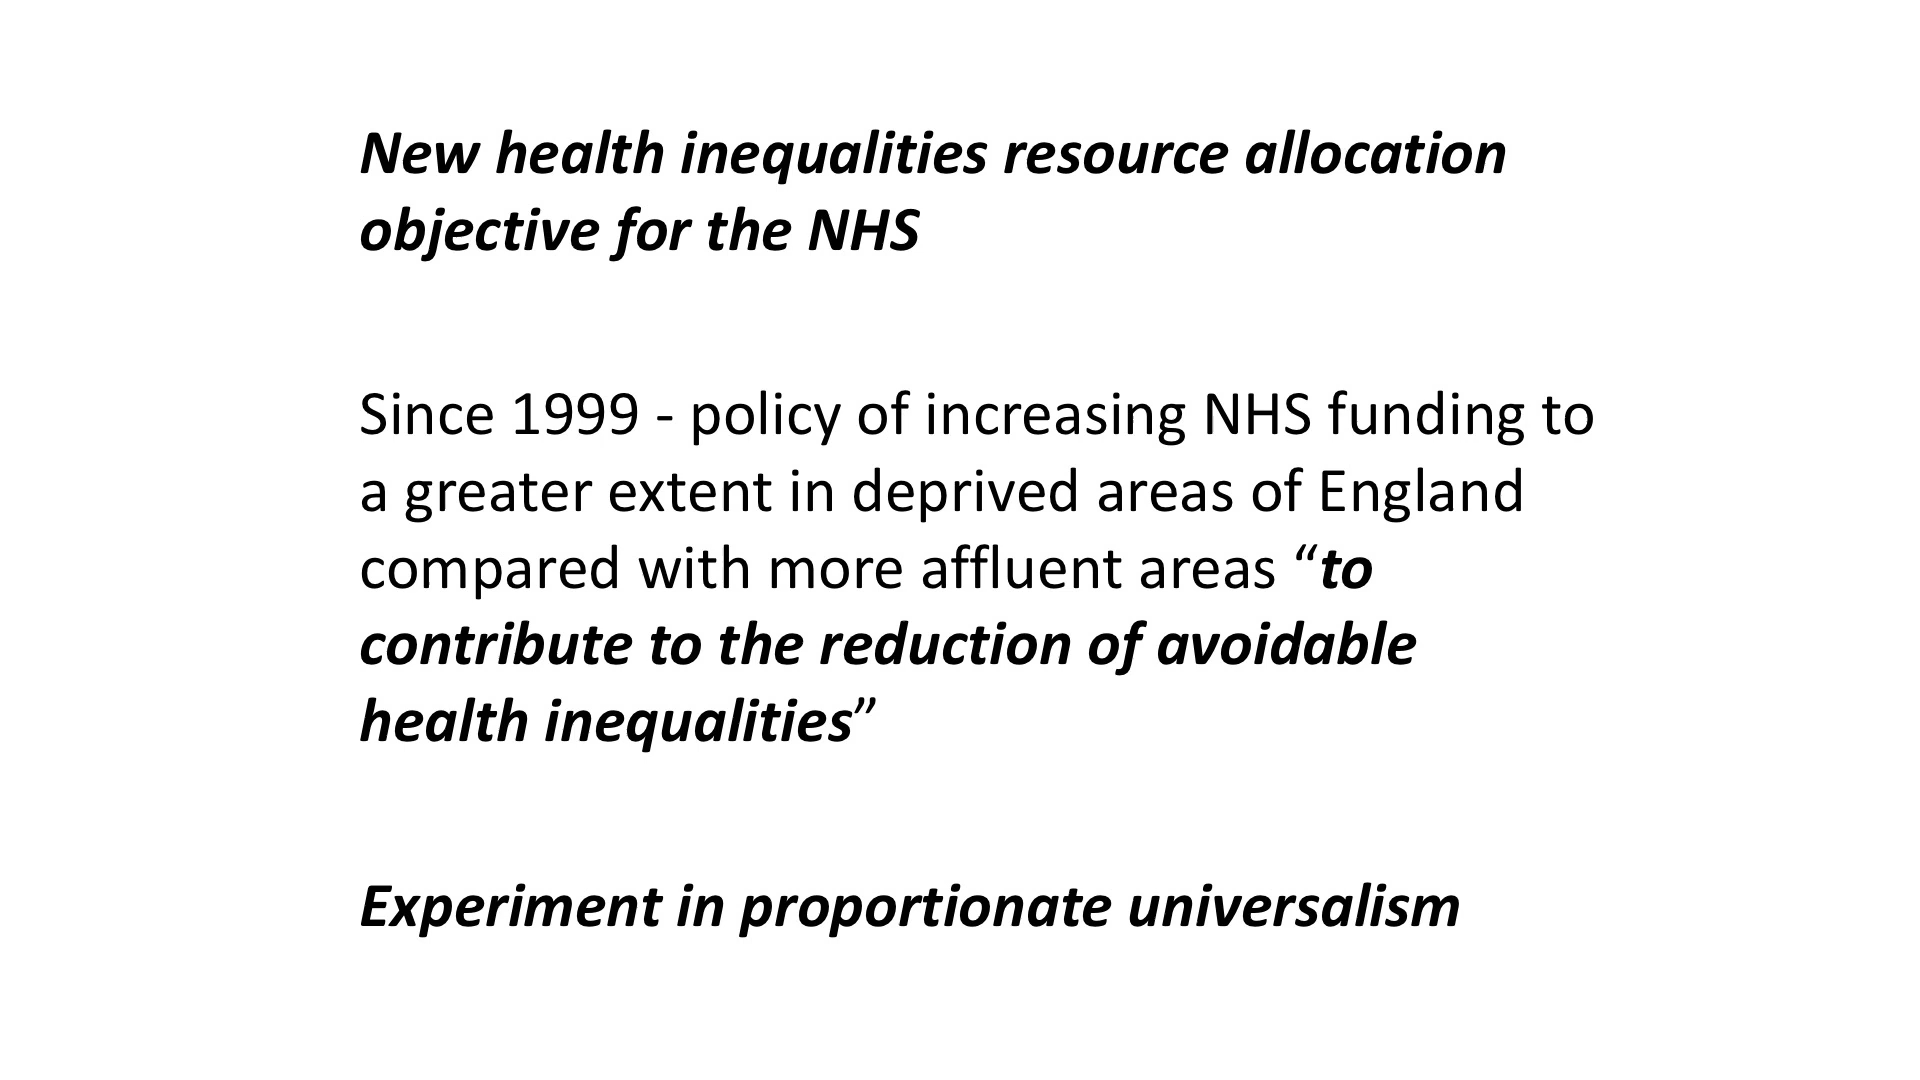 New health inequalities resource allocation
objective for the NHS
Since 1999 - policy of increasing NHS funding to
a greater extent in deprived areas of England
compared with more affluent areas “to
contribute to the reduction of avoidable
health inequalities”
Experiment in proportionate universalism